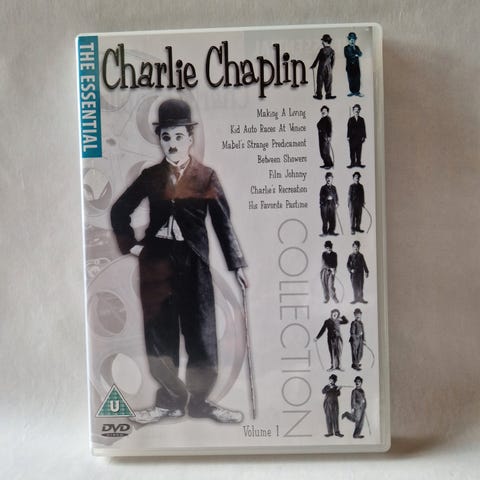 THE ESSENTIAL
Charlie Chaplin
Making A Living
Kid Auto Races At Venice
Mabel's Strange Predicament
Between Showers
Film Johnny
Charlie's Recreation
His Favorite Pastime
COLLECTION
Volume 1
U
DVD
VIDEO